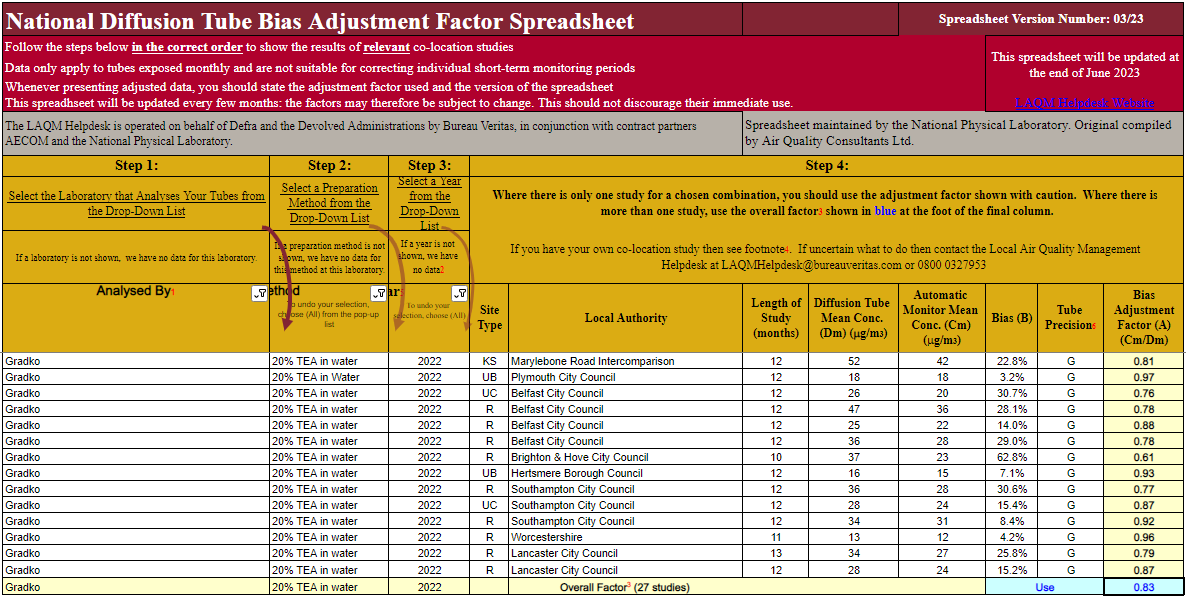 National Diffusion Tube Bias Adjustment Factor Spreadsheet
Spreadsheet Version Number: 03/23
Follow the steps below in the correct order to show the results of relevant co-location studies
Data only apply to tubes exposed monthly and are not suitable for correcting individual short-term monitoring periods
Whenever presenting adjusted data, you should state the adjustment factor used and the version of the spreadsheet
This spreadhseet will be updated every few months: the factors may therefore be subject to change. This should not discourage their immediate use.
This spreadsheet will be updated at
the end of June 2023
LAQM Helpdesk Website
The LAQM Helpdesk is operated on behalf of Defra and the Devolved Administrations by Bureau Veritas, in conjunction with contract partners
AECOM and the National Physical Laboratory.
Spreadsheet maintained by the National Physical Laboratory. Original compiled
by Air Quality Consultants Ltd.
Step 1:
Step 2:
Step 3:
Step 4:
Select the Laboratory that Analyses Your Tubes from
the Drop-Down List
Select a Preparation
Method from the
Drop-Down List
Select a Year
from the
Drop-Down
List
Where there is only one study for a chosen combination, you should use the adjustment factor shown with caution. Where there is
more than one study, use the overall factor3 shown in blue at the foot of the final column.
If a laboratory is not shown, we have no data for this laboratory.
If a preparation method is not
shown, we have no data for
this method at this laboratory.
If a year is not
shown, we have
no data2
If you have your own co-location study then see footnote4. If uncertain what to do then contact the Local Air Quality Management
Helpdesk at LAQMHelpdesk@bureauveritas.com or 0800 0327953
Analysed By1
ethod
To undo your selection,
choose (All) from the pop-up
list
ar5
To undo your
selection, choose (All)
Site
Type
Local Authority
Length of
Study
(months)
Diffusion Tube
Mean Conc.
(Dm) (µg/m3)
Automatic
Monitor Mean
Conc. (Cm)
(µg/m3)
Bias (B)
Tube
Precision6
Bias
Adjustment
Factor (A)
(Cm/Dm)
Gradko 20% TEA in water 2022 KS Marylebone Road Intercomparison 12 52 42 22.8% G 0.81
Gradko 20% TEA in Water 2022 UB Plymouth City Council 12 18 18 3.2% G 0.97
Gradko 20% TEA in water 2022 UC Belfast City Council 12 26 20 30.7% G 0.76
Gradko 20% TEA in water 2022 R Belfast City Council 12 47 36 28.1% G 0.78
Gradko 20% TEA in water 2022 R Belfast City Council 12 25 22 14.0% G 0.88
Gradko 20% TEA in water 2022 R Belfast City Council 12 36 28 29.0% G 0.78
Gradko 20% TEA in water 2022 R Brighton & Hove City Council 10 37 23 62.8% G 0.61
Gradko 20% TEA in water 2022 UB Hertsmere Borough Council 12 16 15 7.1% G 0.93
Gradko 20% TEA in water 2022 R Southampton City Council 12 36 28 30.6% G 0.77
Gradko 20% TEA in water 2022 UC Southampton City Council 12 28 24 15.4% G 0.87
Gradko 20% TEA in water 2022 R Southampton City Council 12 34 31 8.4% G 0.92
Gradko 20% TEA in water 2022 R Worcestershire 11 13 12 4.2% G 0.96
Gradko 20% TEA in water 2022 R Lancaster City Council 13 34 27 25.8% G 0.79
Gradko 20% TEA in water 2022 R Lancaster City Council 12 28 24 15.2% G 0.87
Gradko 20% TEA in water 2022 Overall Factor3 (27 studies) Use 0.83